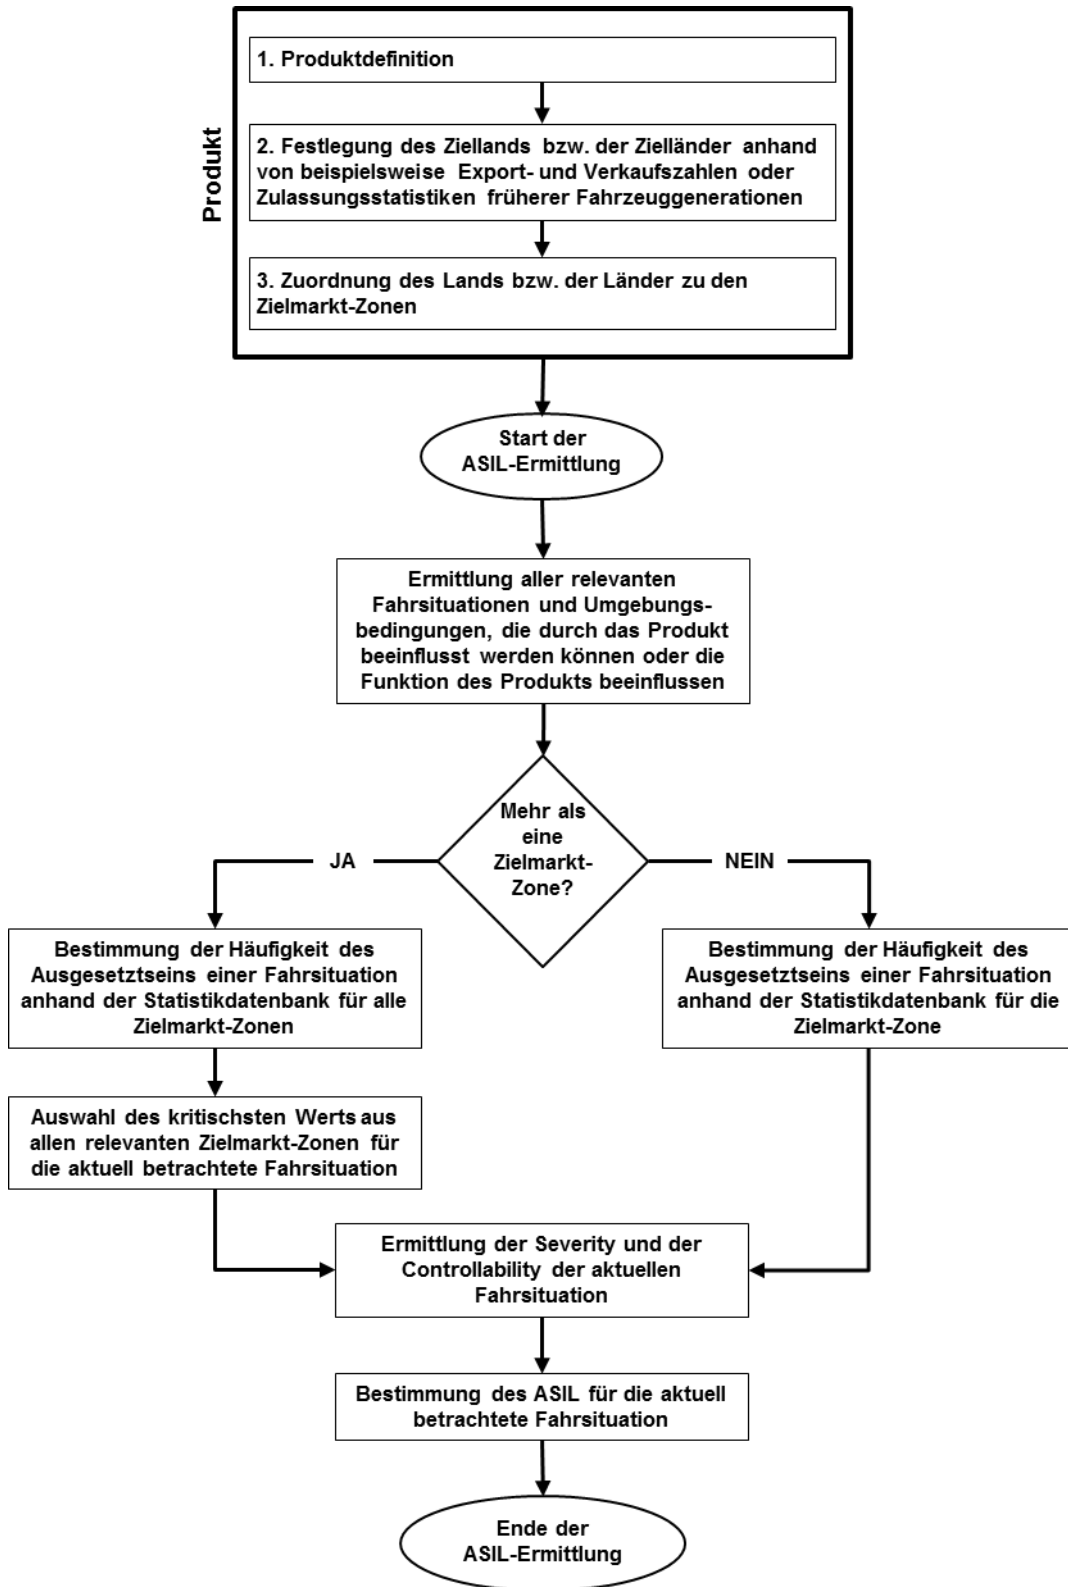 Produkt
1. Produktdefinition
2. Festlegung des Ziellands bzw. der Zielländer anhand
von beispielsweise Export- und Verkaufszahlen oder
Zulassungsstatistiken früherer Fahrzeuggenerationen
3. Zuordnung des Lands bzw. der Länder zu den
Zielmarkt-Zonen
Start der
ASIL-Ermittlung
Ermittlung aller relevanten
Fahrsituationen und Umgebungs-
bedingungen, die durch das Produkt
beeinflusst werden können oder die
Funktion des Produkts beeinflussen
Mehr als
eine
Zielmarkt-
Zone?
JA
NEIN
Bestimmung der Häufigkeit des
Ausgesetztseins einer Fahrsituation
anhand der Statistikdatenbank für alle
Zielmarkt-Zonen
Bestimmung der Häufigkeit des
Ausgesetztseins einer Fahrsituation
anhand der Statistikdatenbank für die
Zielmarkt-Zone
Auswahl des kritischsten Werts aus
allen relevanten Zielmarkt-Zonen für
die aktuell betrachtete Fahrsituation
Ermittlung der Severity und der
Controllability der aktuellen
Fahrsituation
Bestimmung des ASIL für die aktuell
betrachtete Fahrsituation
Ende der
ASIL-Ermittlung